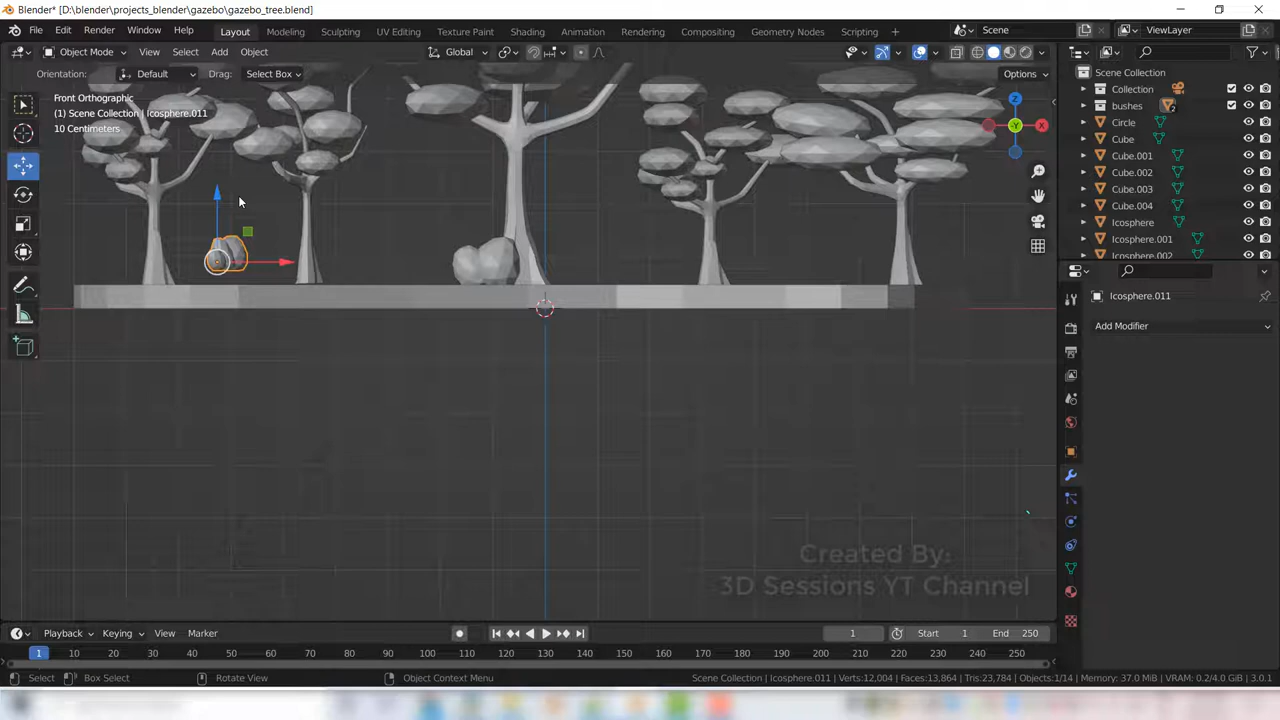 Blender* [D:\blender\projects_blender\gazebo\gazebo_tree.blend]
File Edit Render Window Help Layout Modeling Sculpting UV Editing Texture Paint Shading Animation Rendering Compositing Geometry Nodes Scripting Scene ViewLayer
Object Mode View Select Add Object Global
Orientation: Default Drag: Select Box Options
Front Orthographic
(1) Scene Collection | Icosphere.011
10 Centimeters
Z
X
-Y
Scene Collection
Collection
bushes 2
Circle
Cube
Cube.001
Cube.002
Cube.003
Cube.004
Icosphere
Icosphere.001
Icosphere.002
Icosphere.011
Add Modifier
Created By:
3D Sessions YT Channel
Playback Keying View Marker 1 Start 1 End 250
1 10 20 30 40 50 60 70 80 90 100 110 120 130 140 150 160 170 180 190 200 210 220 230 240 250
Select Box Select Rotate View Object Context Menu Scene Collection | Icosphere.011 | Verts:12,004 | Faces:13,864 | Tris:23,784 | Objects:1/14 | Memory: 37.0 MiB | VRAM: 0.2/4.0 GiB | 3.0.1